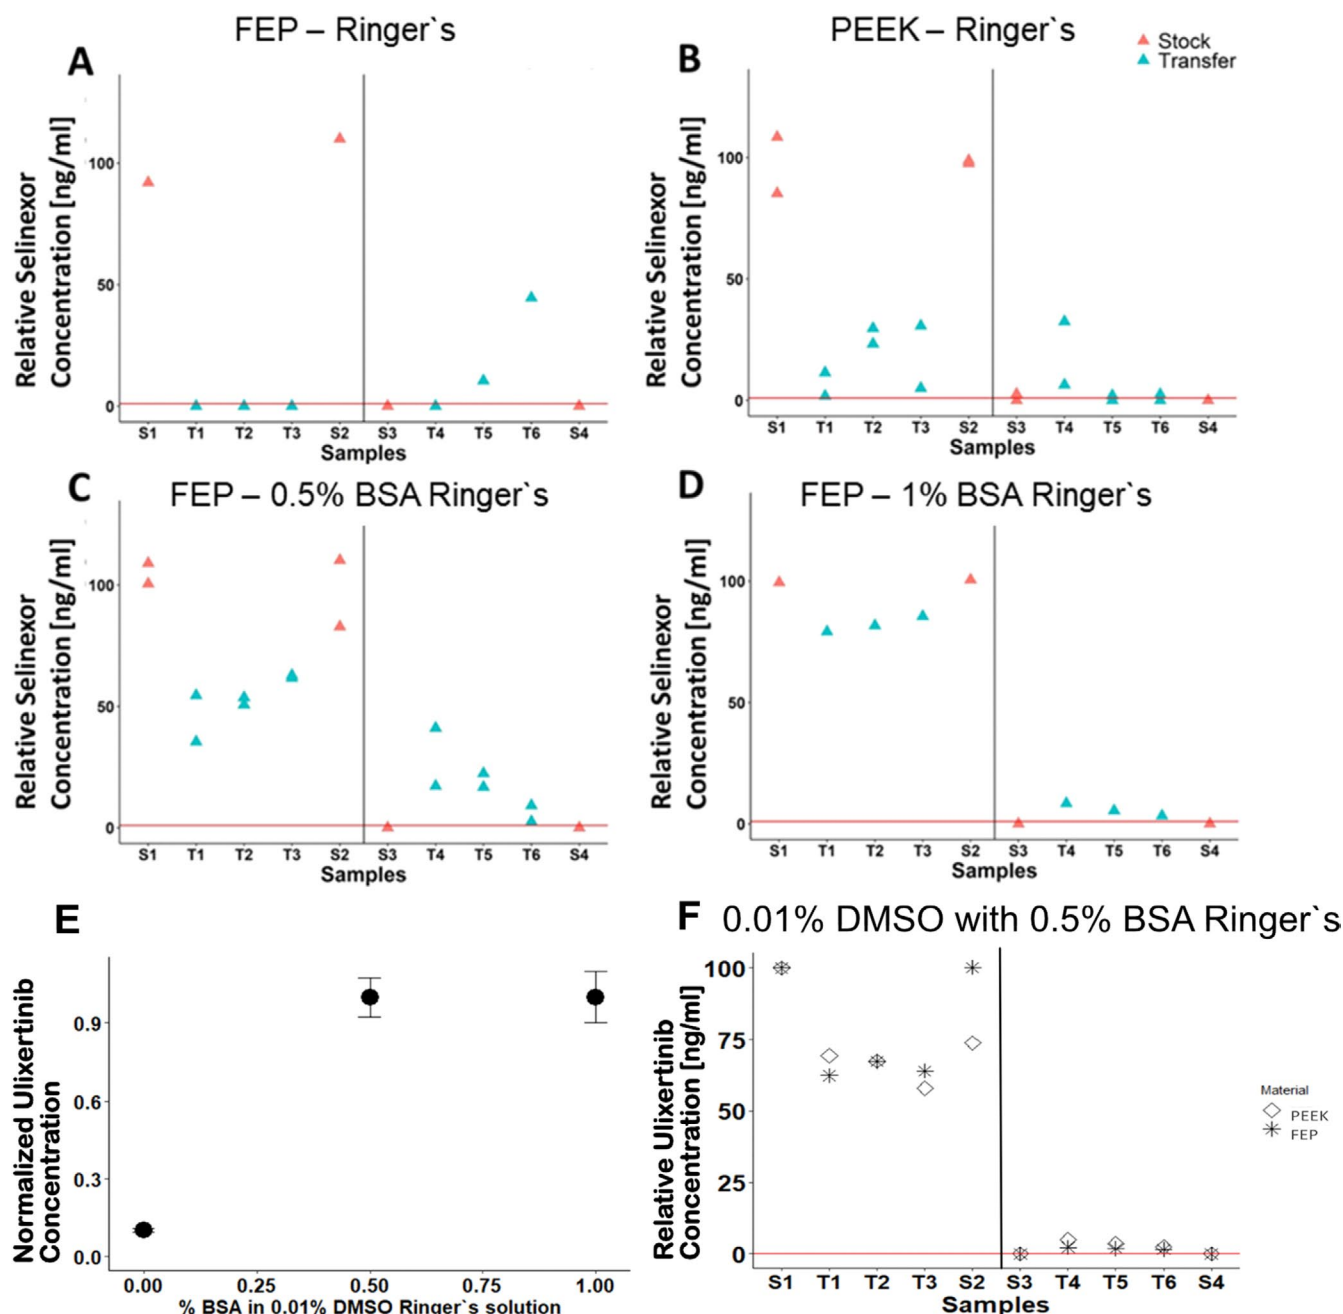 FEP – Ringer`s
A
Relative Selinexor
Concentration [ng/ml]
100
50
0
S1 T1 T2 T3 S2 S3 T4 T5 T6 S4
Samples
PEEK – Ringer`s
B
Stock
Transfer
Relative Selinexor
Concentration [ng/ml]
100
50
0
S1 T1 T2 T3 S2 S3 T4 T5 T6 S4
Samples
C
FEP – 0.5% BSA Ringer`s
Relative Selinexor
Concentration [ng/ml]
100
50
0
S1 T1 T2 T3 S2 S3 T4 T5 T6 S4
Samples
D
FEP – 1% BSA Ringer`s
Relative Selinexor
Concentration [ng/ml]
100
50
0
S1 T1 T2 T3 S2 S3 T4 T5 T6 S4
Samples
E
Normalized Ulixertinib
Concentration
0.9
0.6
0.3
0.0
0.00 0.25 0.50 0.75 1.00
% BSA in 0.01% DMSO Ringer`s solution
F
0.01% DMSO with 0.5% BSA Ringer`s
Relative Ulixertinib
Concentration [ng/ml]
100
75
50
25
0
S1 T1 T2 T3 S2 S3 T4 T5 T6 S4
Samples
Material
PEEK
FEP